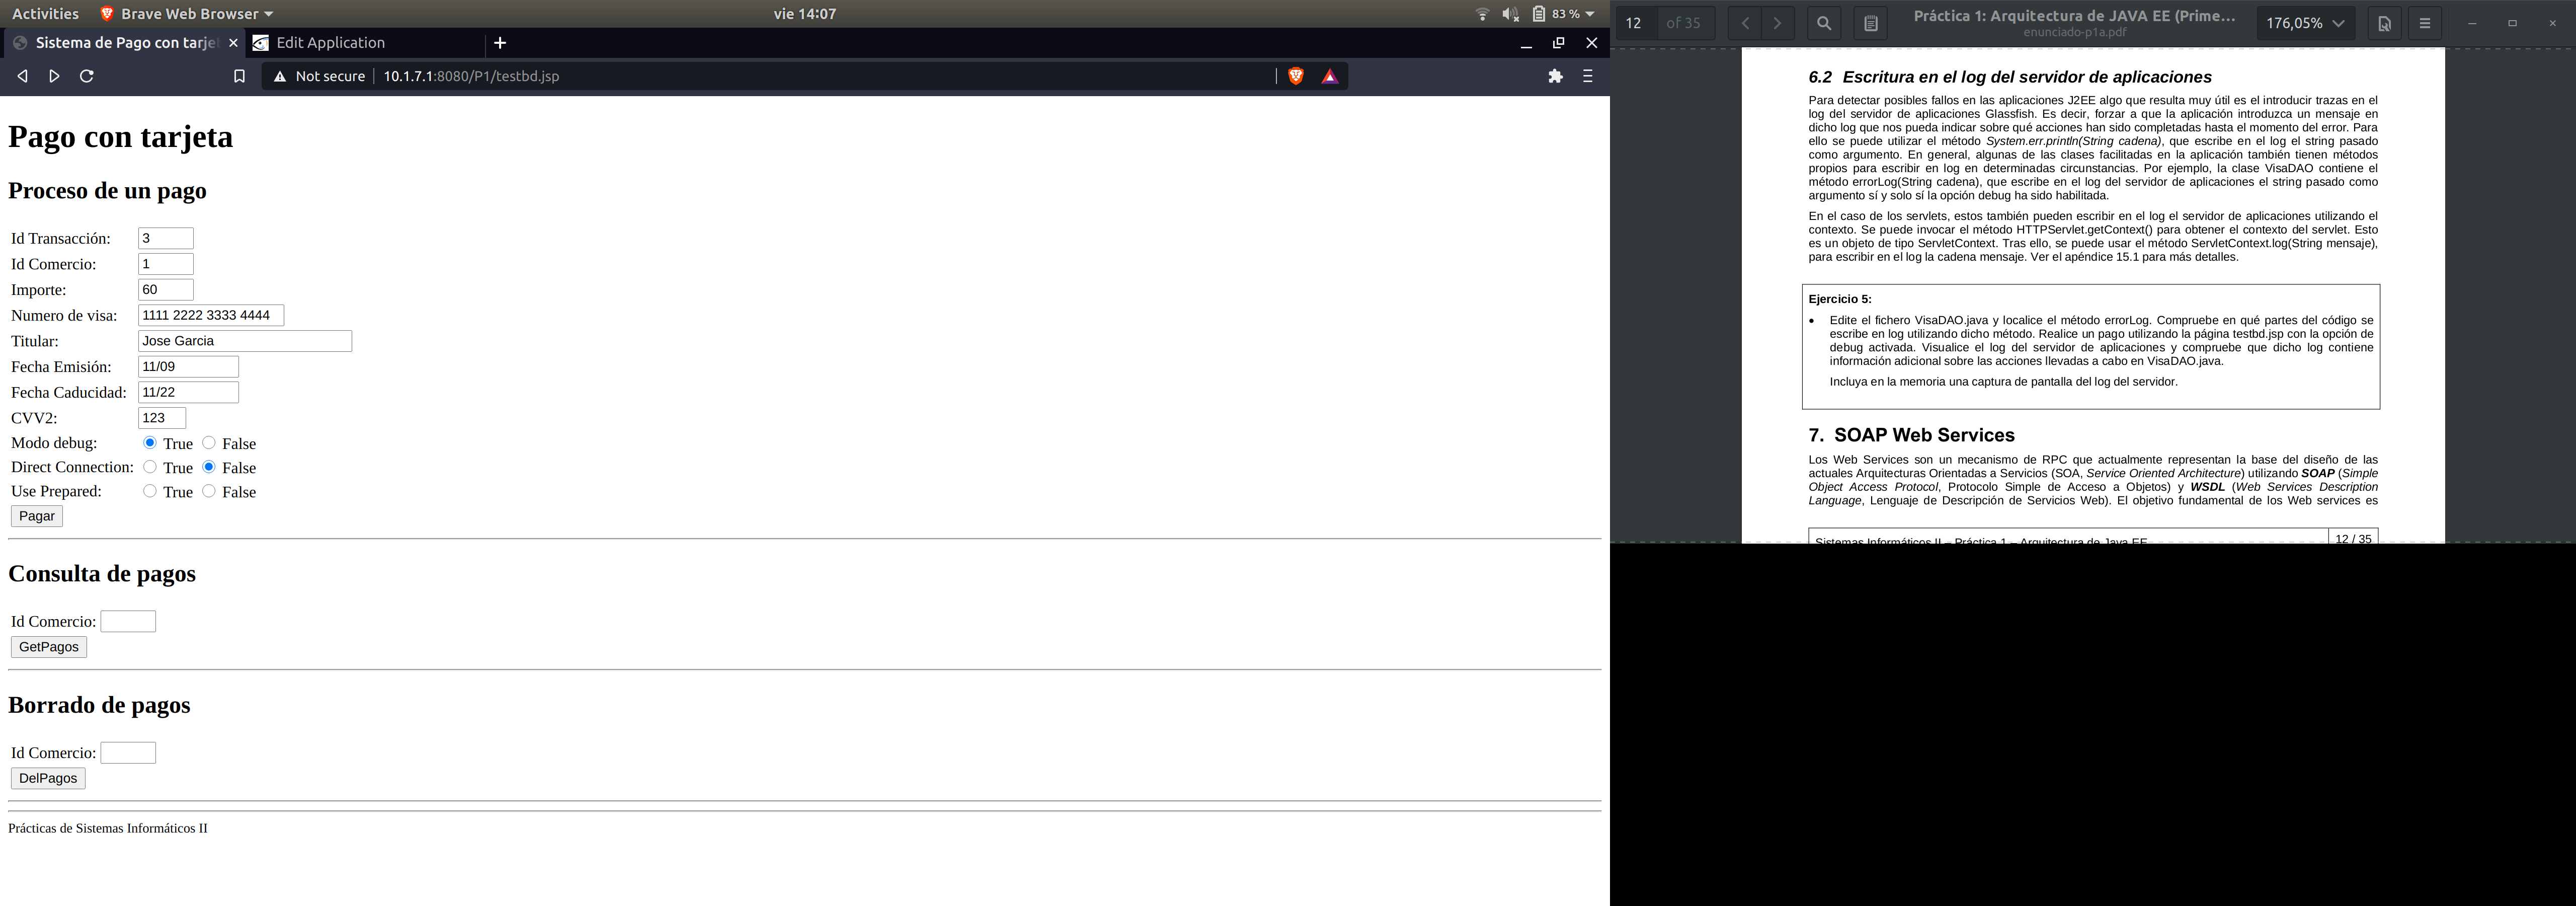 Activities
Brave Web Browser
vie 14:07
83 %
Sistema de Pago con tarje
Edit Application
Not secure
10.1.7.1:8080/P1/testbd.jsp
Pago con tarjeta
Proceso de un pago
Id Transacción: 3
Id Comercio: 1
Importe: 60
Numero de visa: 1111 2222 3333 4444
Titular: Jose Garcia
Fecha Emisión: 11/09
Fecha Caducidad: 11/22
CVV2: 123
Modo debug: True False
Direct Connection: True False
Use Prepared: True False
Pagar
Consulta de pagos
Id Comercio:
GetPagos
Borrado de pagos
Id Comercio:
DelPagos
Prácticas de Sistemas Informáticos II
12 of 35
Práctica 1: Arquitectura de JAVA EE (Prime...
enunciado-p1a.pdf
176,05%
6.2 Escritura en el log del servidor de aplicaciones
Para detectar posibles fallos en las aplicaciones J2EE algo que resulta muy útil es el introducir trazas en el
log del servidor de aplicaciones Glassfish. Es decir, forzar a que la aplicación introduzca un mensaje en
dicho log que nos pueda indicar sobre qué acciones han sido completadas hasta el momento del error. Para
ello se puede utilizar el método System.err.println(String cadena), que escribe en el log el string pasado
como argumento. En general, algunas de las clases facilitadas en la aplicación también tienen métodos
propios para escribir en log en determinadas circunstancias. Por ejemplo, la clase VisaDAO contiene el
método errorLog(String cadena), que escribe en el log del servidor de aplicaciones el string pasado como
argumento sí y solo sí la opción debug ha sido habilitada.
En el caso de los servlets, estos también pueden escribir en el log el servidor de aplicaciones utilizando el
contexto. Se puede invocar el método HTTPServlet.getContext() para obtener el contexto del servlet. Esto
es un objeto de tipo ServletContext. Tras ello, se puede usar el método ServletContext.log(String mensaje),
para escribir en el log la cadena mensaje. Ver el apéndice 15.1 para más detalles.
Ejercicio 5:
• Edite el fichero VisaDAO.java y localice el método errorLog. Compruebe en qué partes del código se
escribe en log utilizando dicho método. Realice un pago utilizando la página testbd.jsp con la opción de
debug activada. Visualice el log del servidor de aplicaciones y compruebe que dicho log contiene
información adicional sobre las acciones llevadas a cabo en VisaDAO.java.
Incluya en la memoria una captura de pantalla del log del servidor.
7. SOAP Web Services
Los Web Services son un mecanismo de RPC que actualmente representan la base del diseño de las
actuales Arquitecturas Orientadas a Servicios (SOA, Service Oriented Architecture) utilizando SOAP (Simple
Object Access Protocol, Protocolo Simple de Acceso a Objetos) y WSDL (Web Services Description
Language, Lenguaje de Descripción de Servicios Web). El objetivo fundamental de los Web services es
Sistemas Informáticos II – Práctica 1 – Arquitectura de Java EE
12 / 35